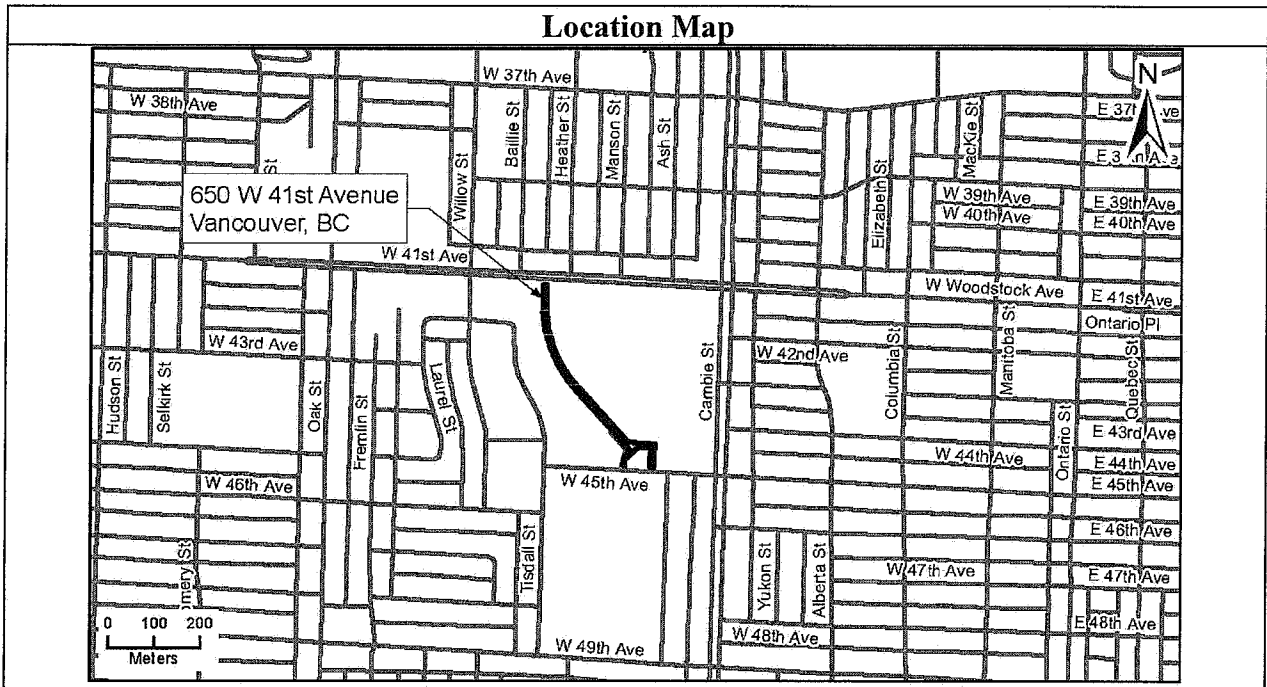 Location Map
W 37th Ave
W 38th Ave
N
E 37t
ve
Baillie St
Heather St
Manson St
Ash St
MacKie St
Willow St
St
650 W 41st Avenue
Vancouver, BC
Elizabeth St
W 39th Ave
W 40th Ave
E 39th Ave
E 40th Ave
W 41st Ave
W Woodstock Ave
E 41st Ave
Ontario Pl
W 43rd Ave
Hudson St
Selkirk St
Oak St
Fremlin St
Laurel St
Cambie St
W 42nd Ave
Columbia St
Manitoba St
Ontario St
Quebec St
E 43rd Ave
W 44th Ave
E 44th Ave
W 46th Ave
W 45th Ave
E 45th Ave
E 46th Ave
omery St
Tisdall St
Yukon St
Alberta St
W 47th Ave
E 47th Ave
0 100 200
Meters
W 48th Ave
E 48th Ave
W 49th Ave